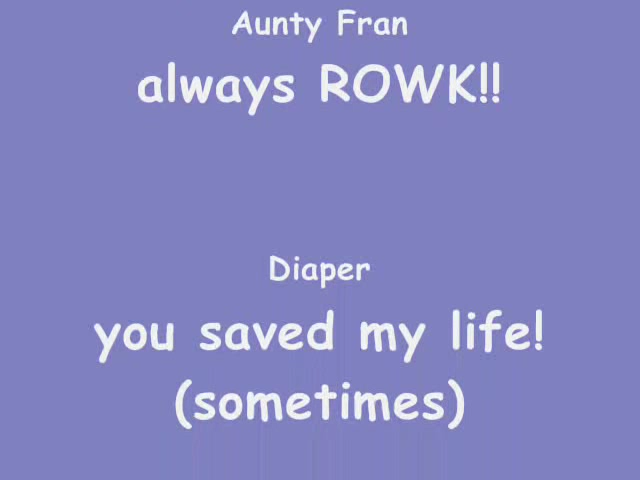 Aunty Fran
always ROWK!!
Diaper
you saved my life!
(sometimes)